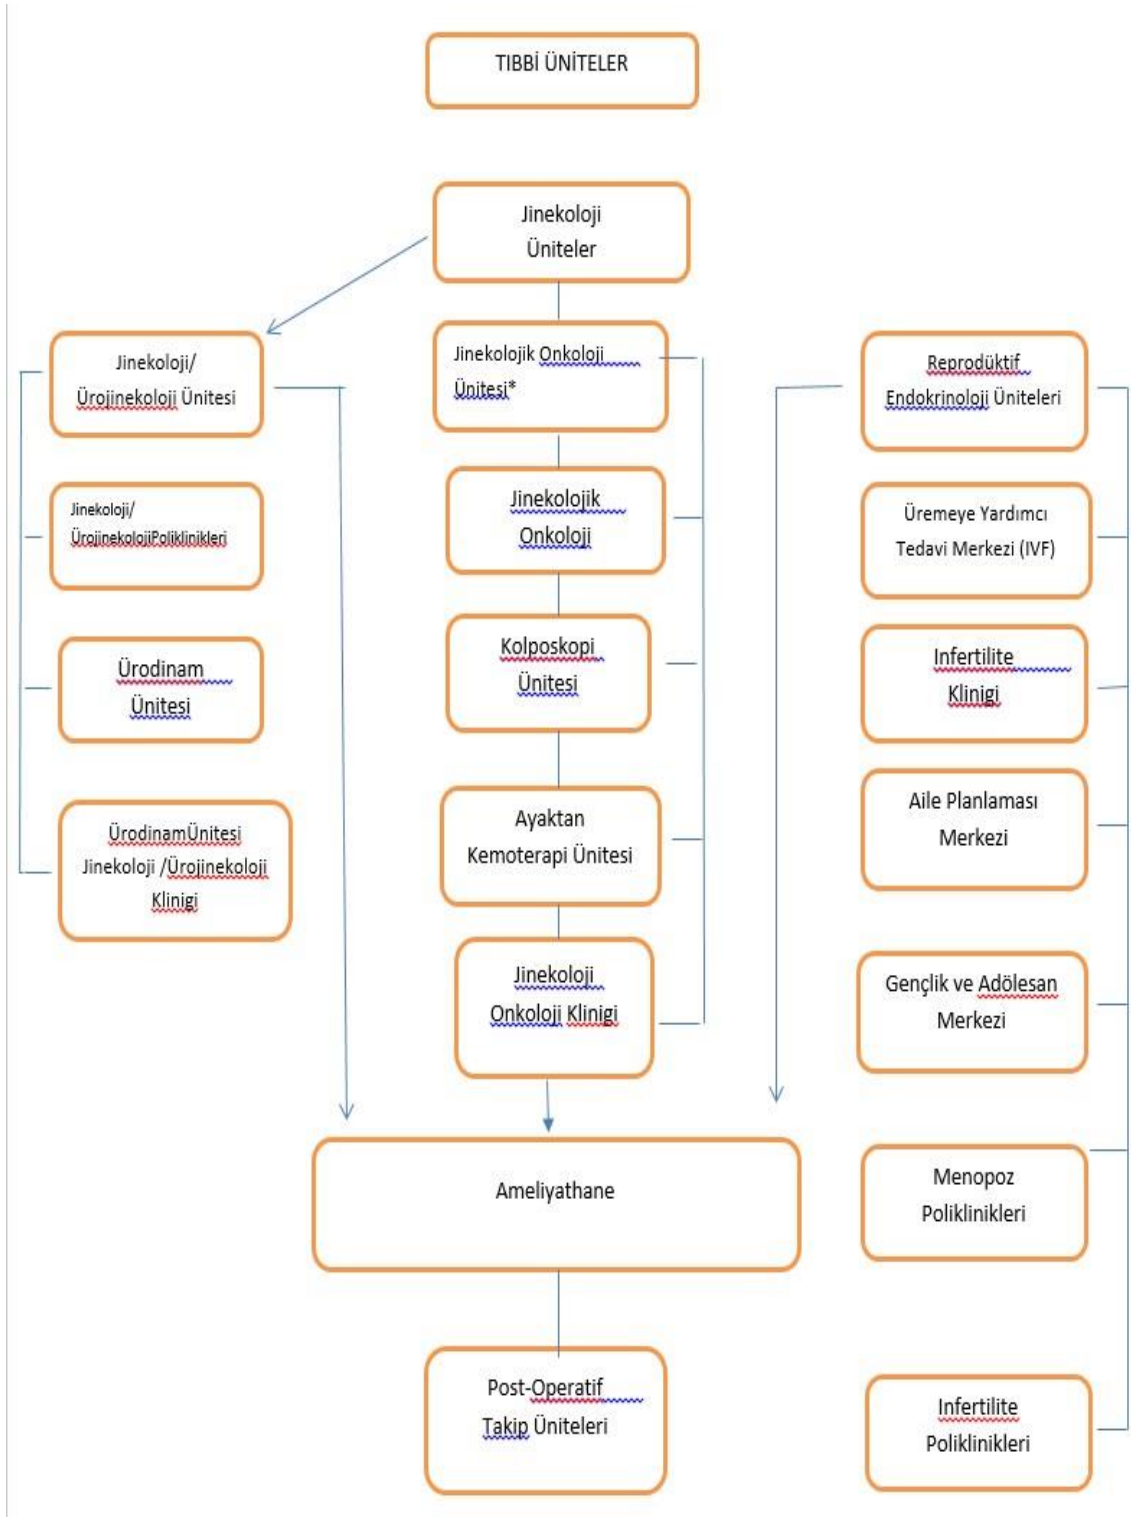 TIBBİ ÜNİTELER
Jinekoloji
Üniteler
Jinekoloji/
Ürojinekoloji Ünitesi
Jinekoloji/
ÜrojinekolojiPoliklinikleri
Ürodinam
Ünitesi
ÜrodinamÜnitesi
Jinekoloji /Ürojinekoloji
Klinigi
Jinekolojik Onkoloji
Ünitesi*
Jinekolojik
Onkoloji
Kolposkopi
Ünitesi
Ayaktan
Kemoterapi Ünitesi
Jinekoloji
Onkoloji Klinigi
Reprodüktif
Endokrinoloji Üniteleri
Üremeye Yardımcı
Tedavi Merkezi (IVF)
Infertilite
Klinigi
Aile Planlaması
Merkezi
Gençlik ve Adölesan
Merkezi
Menopoz
Poliklinikleri
Infertilite
Poliklinikleri
Ameliyathane
Post-Operatif
Takip Üniteleri